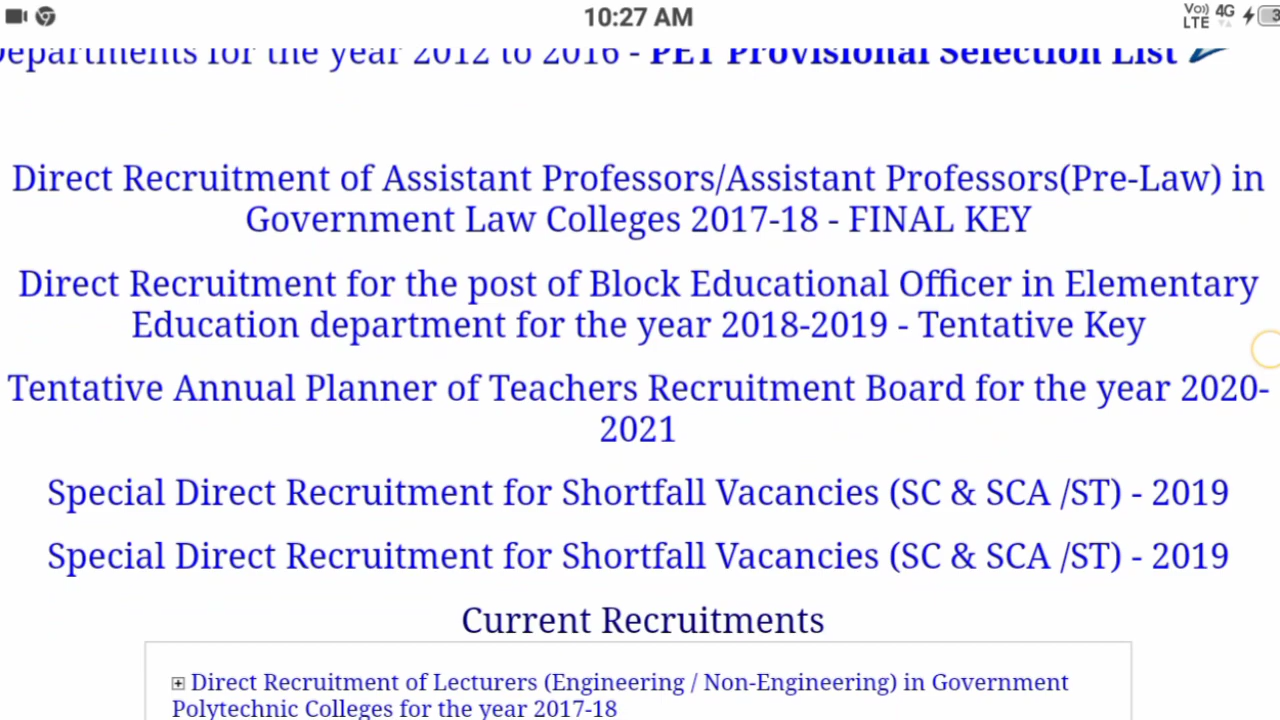 10:27 AM
Vo))
LTE
4G
Departments for the year 2012 to 2016 - PET Provisional Selection List
Direct Recruitment of Assistant Professors/Assistant Professors(Pre-Law) in
Government Law Colleges 2017-18 - FINAL KEY
Direct Recruitment for the post of Block Educational Officer in Elementary
Education department for the year 2018-2019 - Tentative Key
Tentative Annual Planner of Teachers Recruitment Board for the year 2020-
2021
Special Direct Recruitment for Shortfall Vacancies (SC & SCA /ST) - 2019
Special Direct Recruitment for Shortfall Vacancies (SC & SCA /ST) - 2019
Current Recruitments
Direct Recruitment of Lecturers (Engineering / Non-Engineering) in Government
Polytechnic Colleges for the year 2017-18